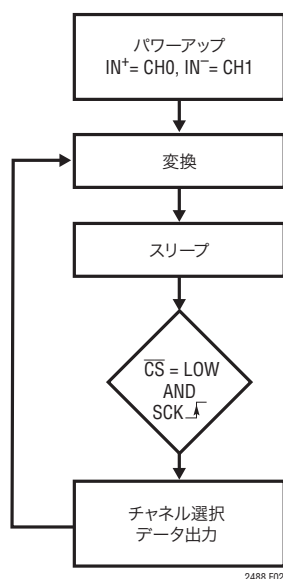 パワーアップ
IN⁺= CH0, IN⁻= CH1
変換
スリープ
C̅S̅ = LOW
AND
SCK
チャネル選択
データ出力
2488 F02